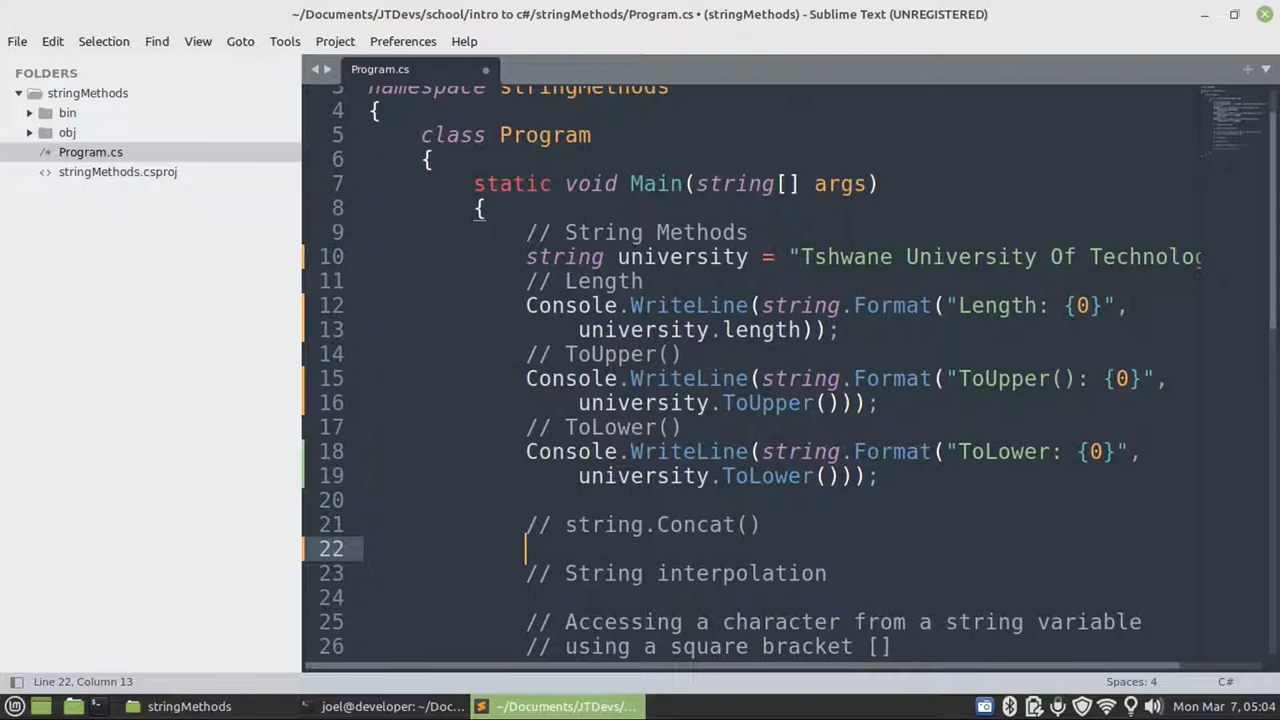 ~/Documents/JTDevs/school/intro to c#/stringMethods/Program.cs • (stringMethods) - Sublime Text (UNREGISTERED)
File Edit Selection Find View Goto Tools Project Preferences Help
FOLDERS
stringMethods
bin
obj
/* Program.cs
<> stringMethods.csproj
Program.cs
3 namespace stringMethods
4 {
5 class Program
6 {
7 static void Main(string[] args)
8 {
9 // String Methods
10 string university = "Tshwane University Of Technolog
11 // Length
12 Console.WriteLine(string.Format("Length: {0}",
13 university.length));
14 // ToUpper()
15 Console.WriteLine(string.Format("ToUpper(): {0}",
16 university.ToUpper()));
17 // ToLower()
18 Console.WriteLine(string.Format("ToLower: {0}",
19 university.ToLower()));
20
21 // string.Concat()
22
23 // String interpolation
24
25 // Accessing a character from a string variable
26 // using a square bracket []
Line 22, Column 13 Spaces: 4 C#
stringMethods joel@developer: ~/Doc... ~/Documents/JTDevs/... Mon Mar 7, 05:04